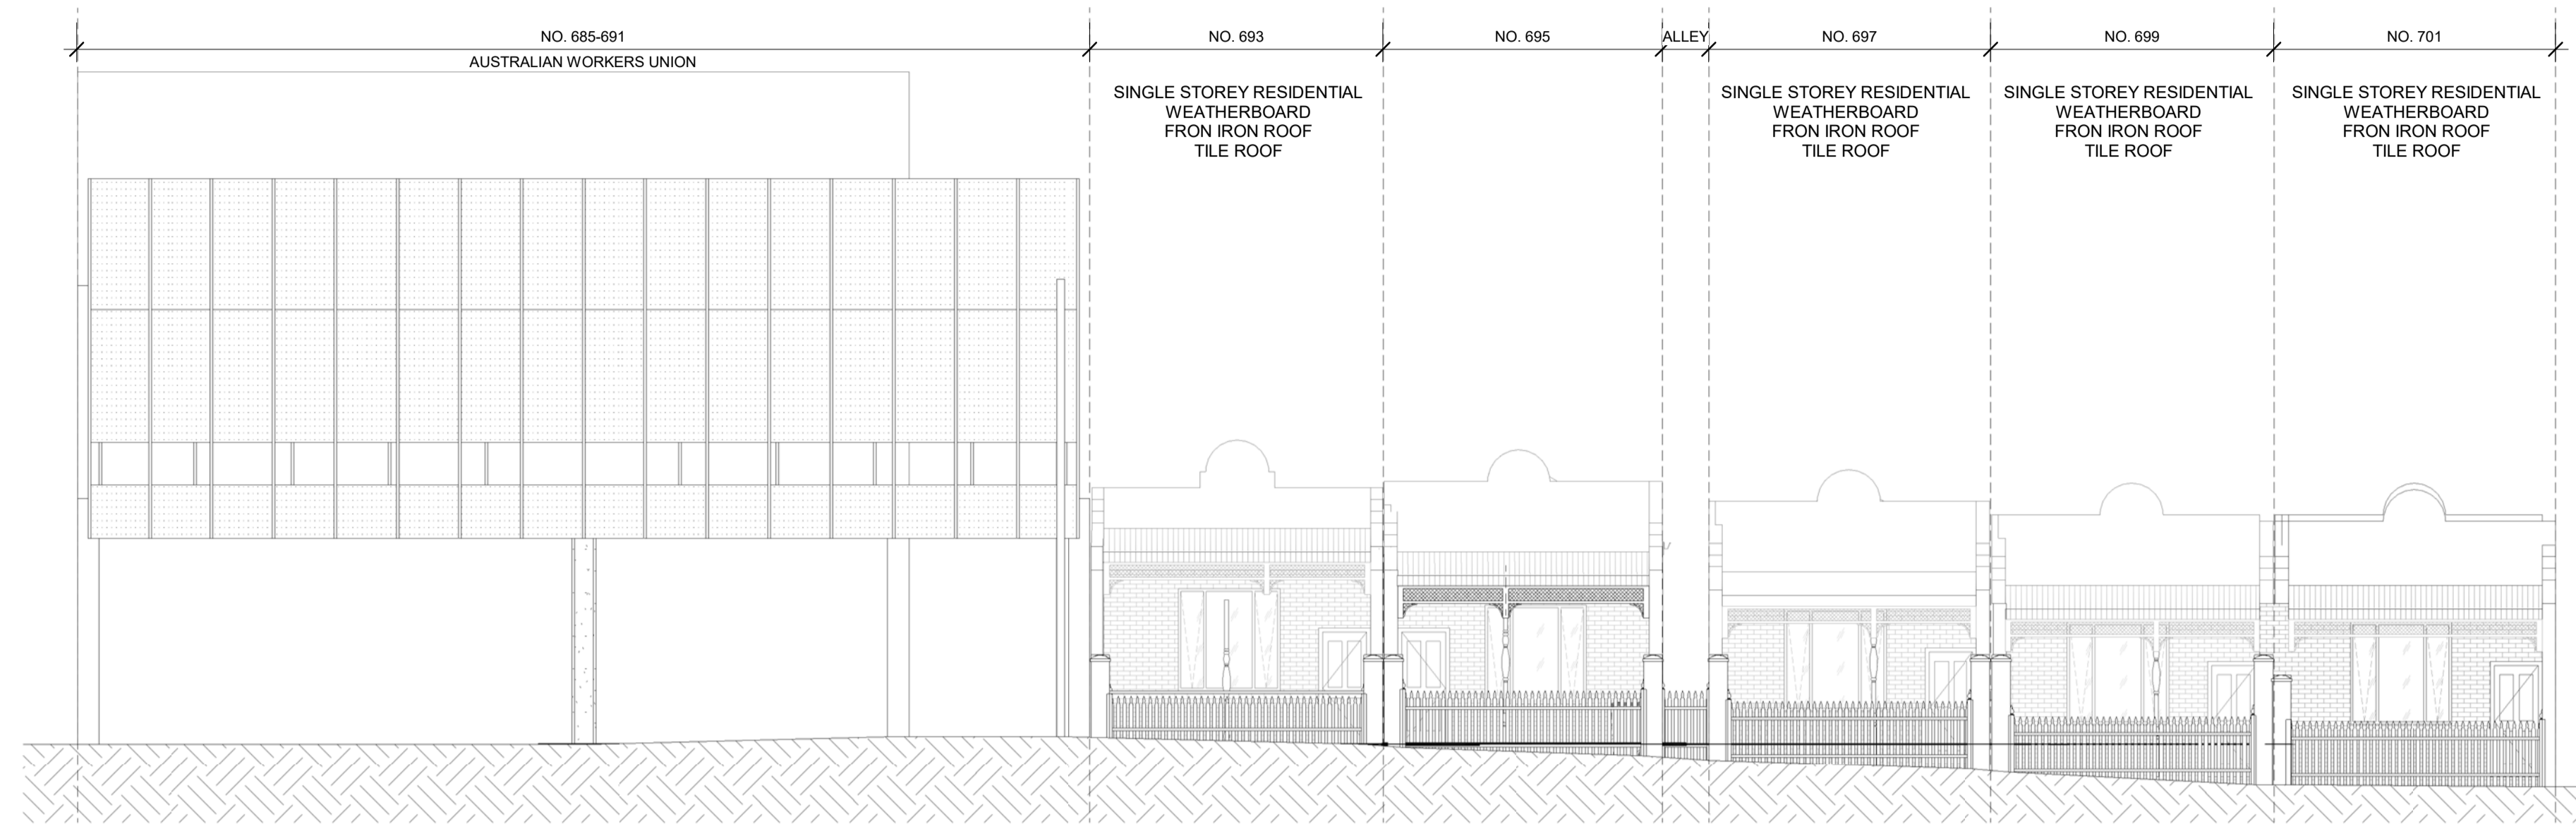 NO. 685-691
NO. 693
NO. 695
ALLEY
NO. 697
NO. 699
NO. 701
AUSTRALIAN WORKERS UNION
SINGLE STOREY RESIDENTIAL
WEATHERBOARD
FRON IRON ROOF
TILE ROOF
SINGLE STOREY RESIDENTIAL
WEATHERBOARD
FRON IRON ROOF
TILE ROOF
SINGLE STOREY RESIDENTIAL
WEATHERBOARD
FRON IRON ROOF
TILE ROOF
SINGLE STOREY RESIDENTIAL
WEATHERBOARD
FRON IRON ROOF
TILE ROOF